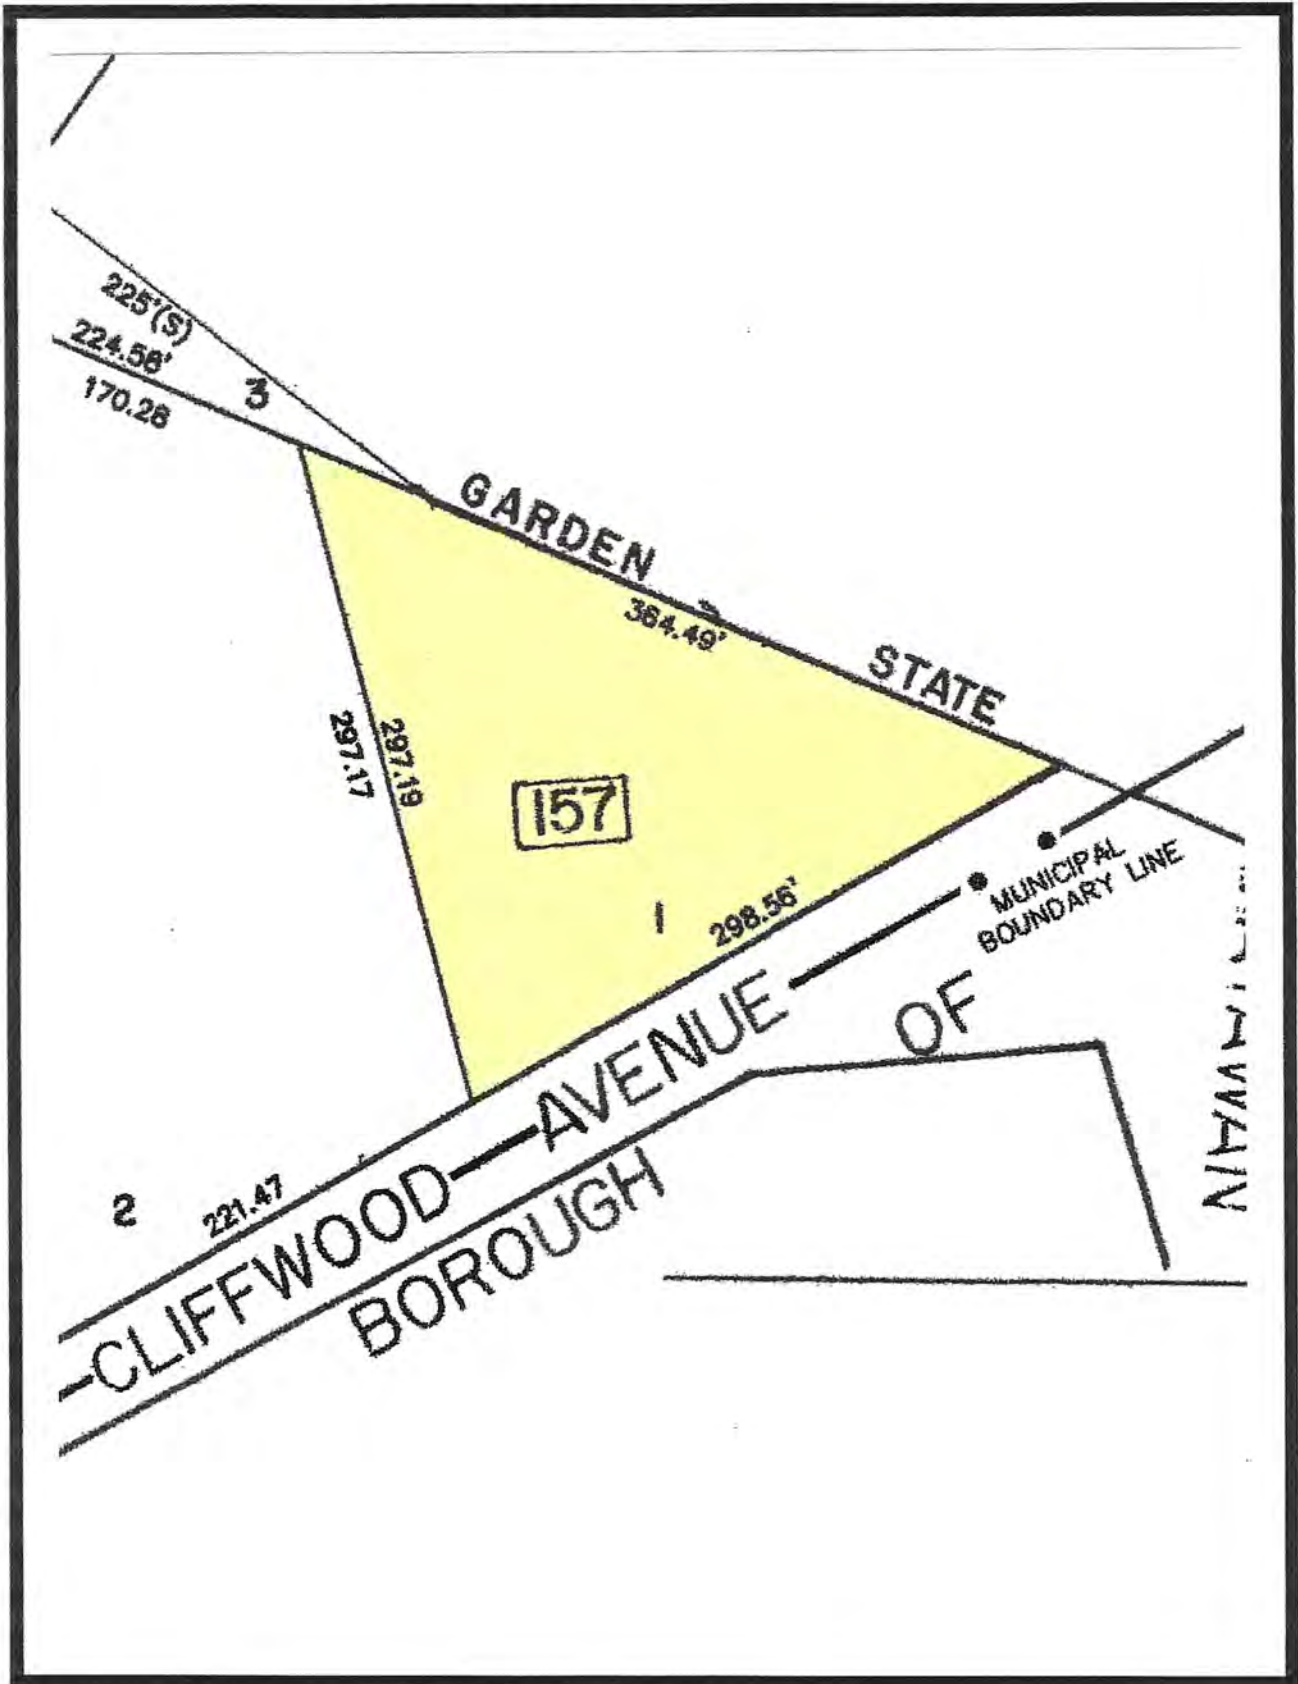 225'(S)
224.58'
170.28
3
GARDEN
364.49'
STATE
297.17
297.19
157
1
298.56'
MUNICIPAL
BOUNDARY LINE
OF
2
221.47
CLIFFWOOD AVENUE
BOROUGH